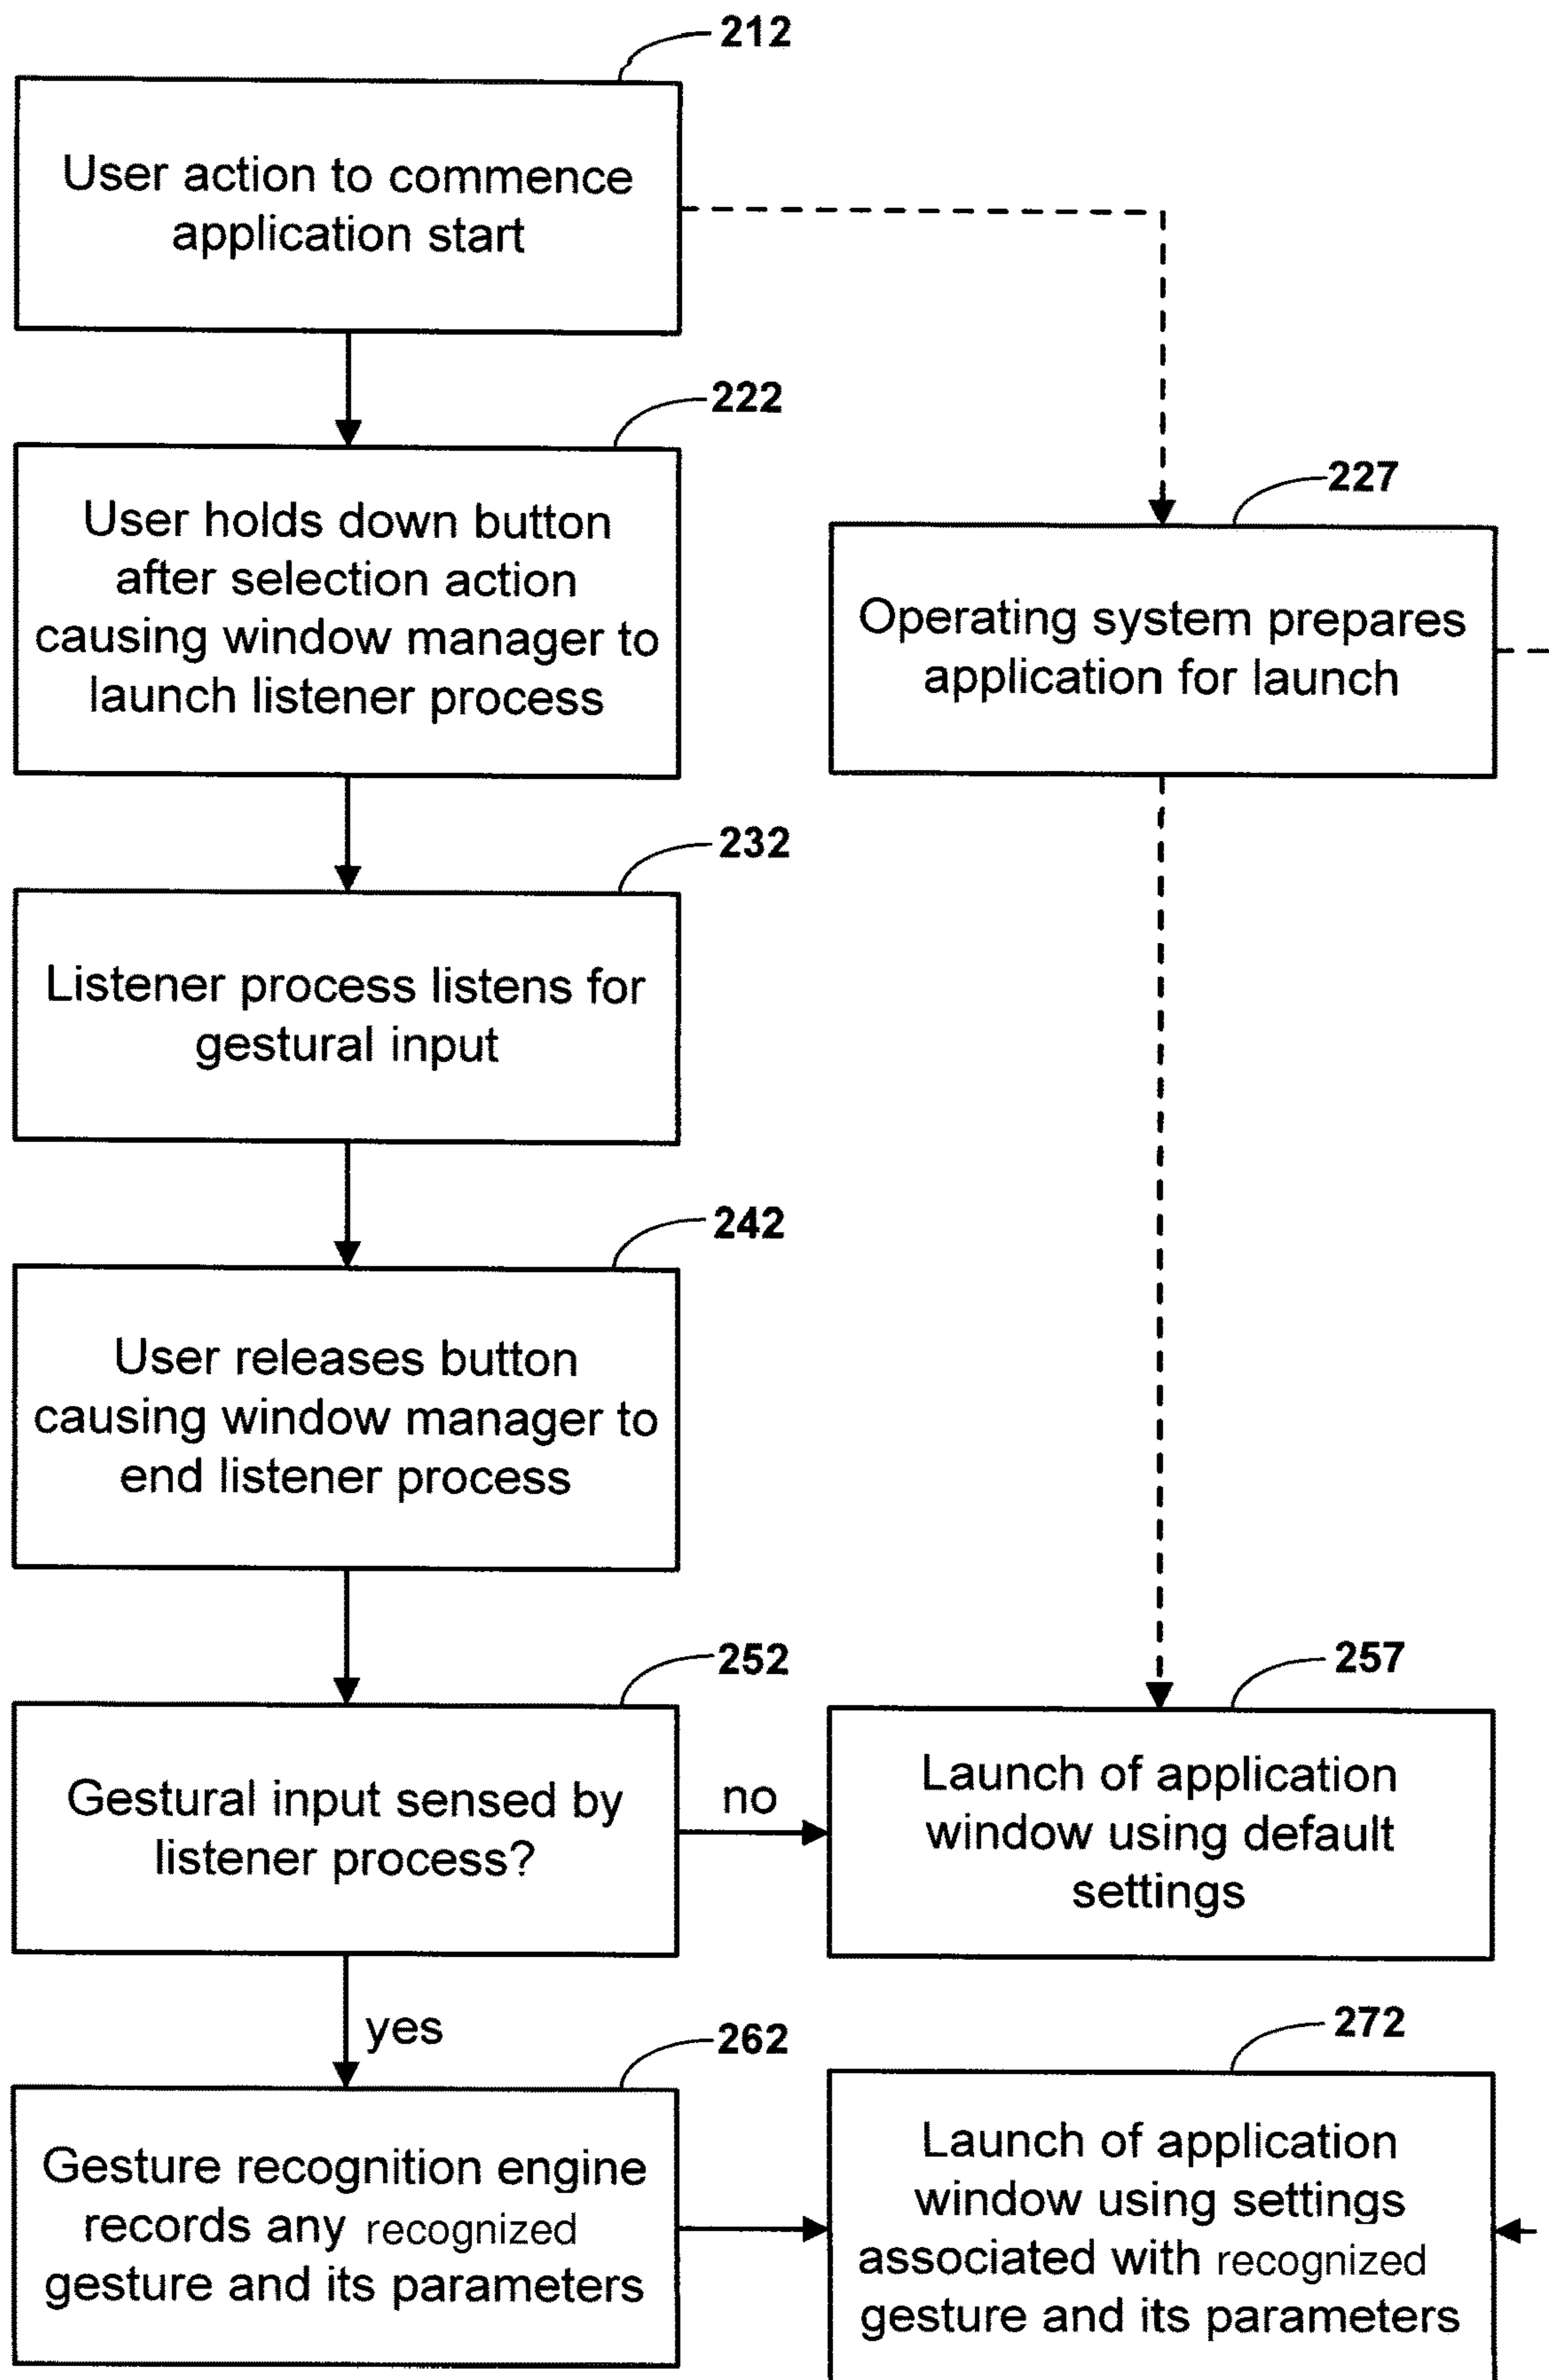 212
User action to commence
application start
222
User holds down button
after selection action
causing window manager to
launch listener process
227
Operating system prepares
application for launch
232
Listener process listens for
gestural input
242
User releases button
causing window manager to
end listener process
252
Gestural input sensed by
listener process?
no
257
Launch of application
window using default
settings
yes
262
Gesture recognition engine
records any recognized
gesture and its parameters
272
Launch of application
window using settings
associated with recognized
gesture and its parameters